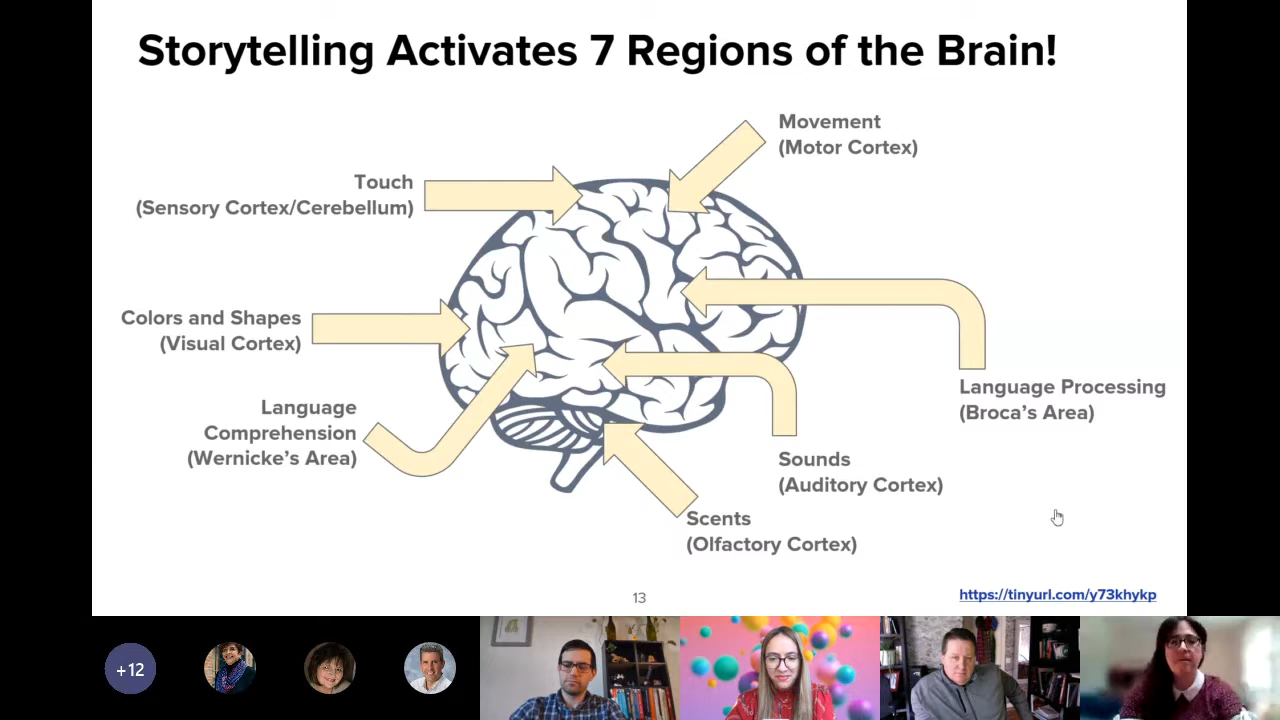 Storytelling Activates 7 Regions of the Brain!
Movement
(Motor Cortex)
Touch
(Sensory Cortex/Cerebellum)
Colors and Shapes
(Visual Cortex)
Language Processing
(Broca's Area)
Language
Comprehension
(Wernicke's Area)
Sounds
(Auditory Cortex)
Scents
(Olfactory Cortex)
13
https://tinyurl.com/y73khykp
+12